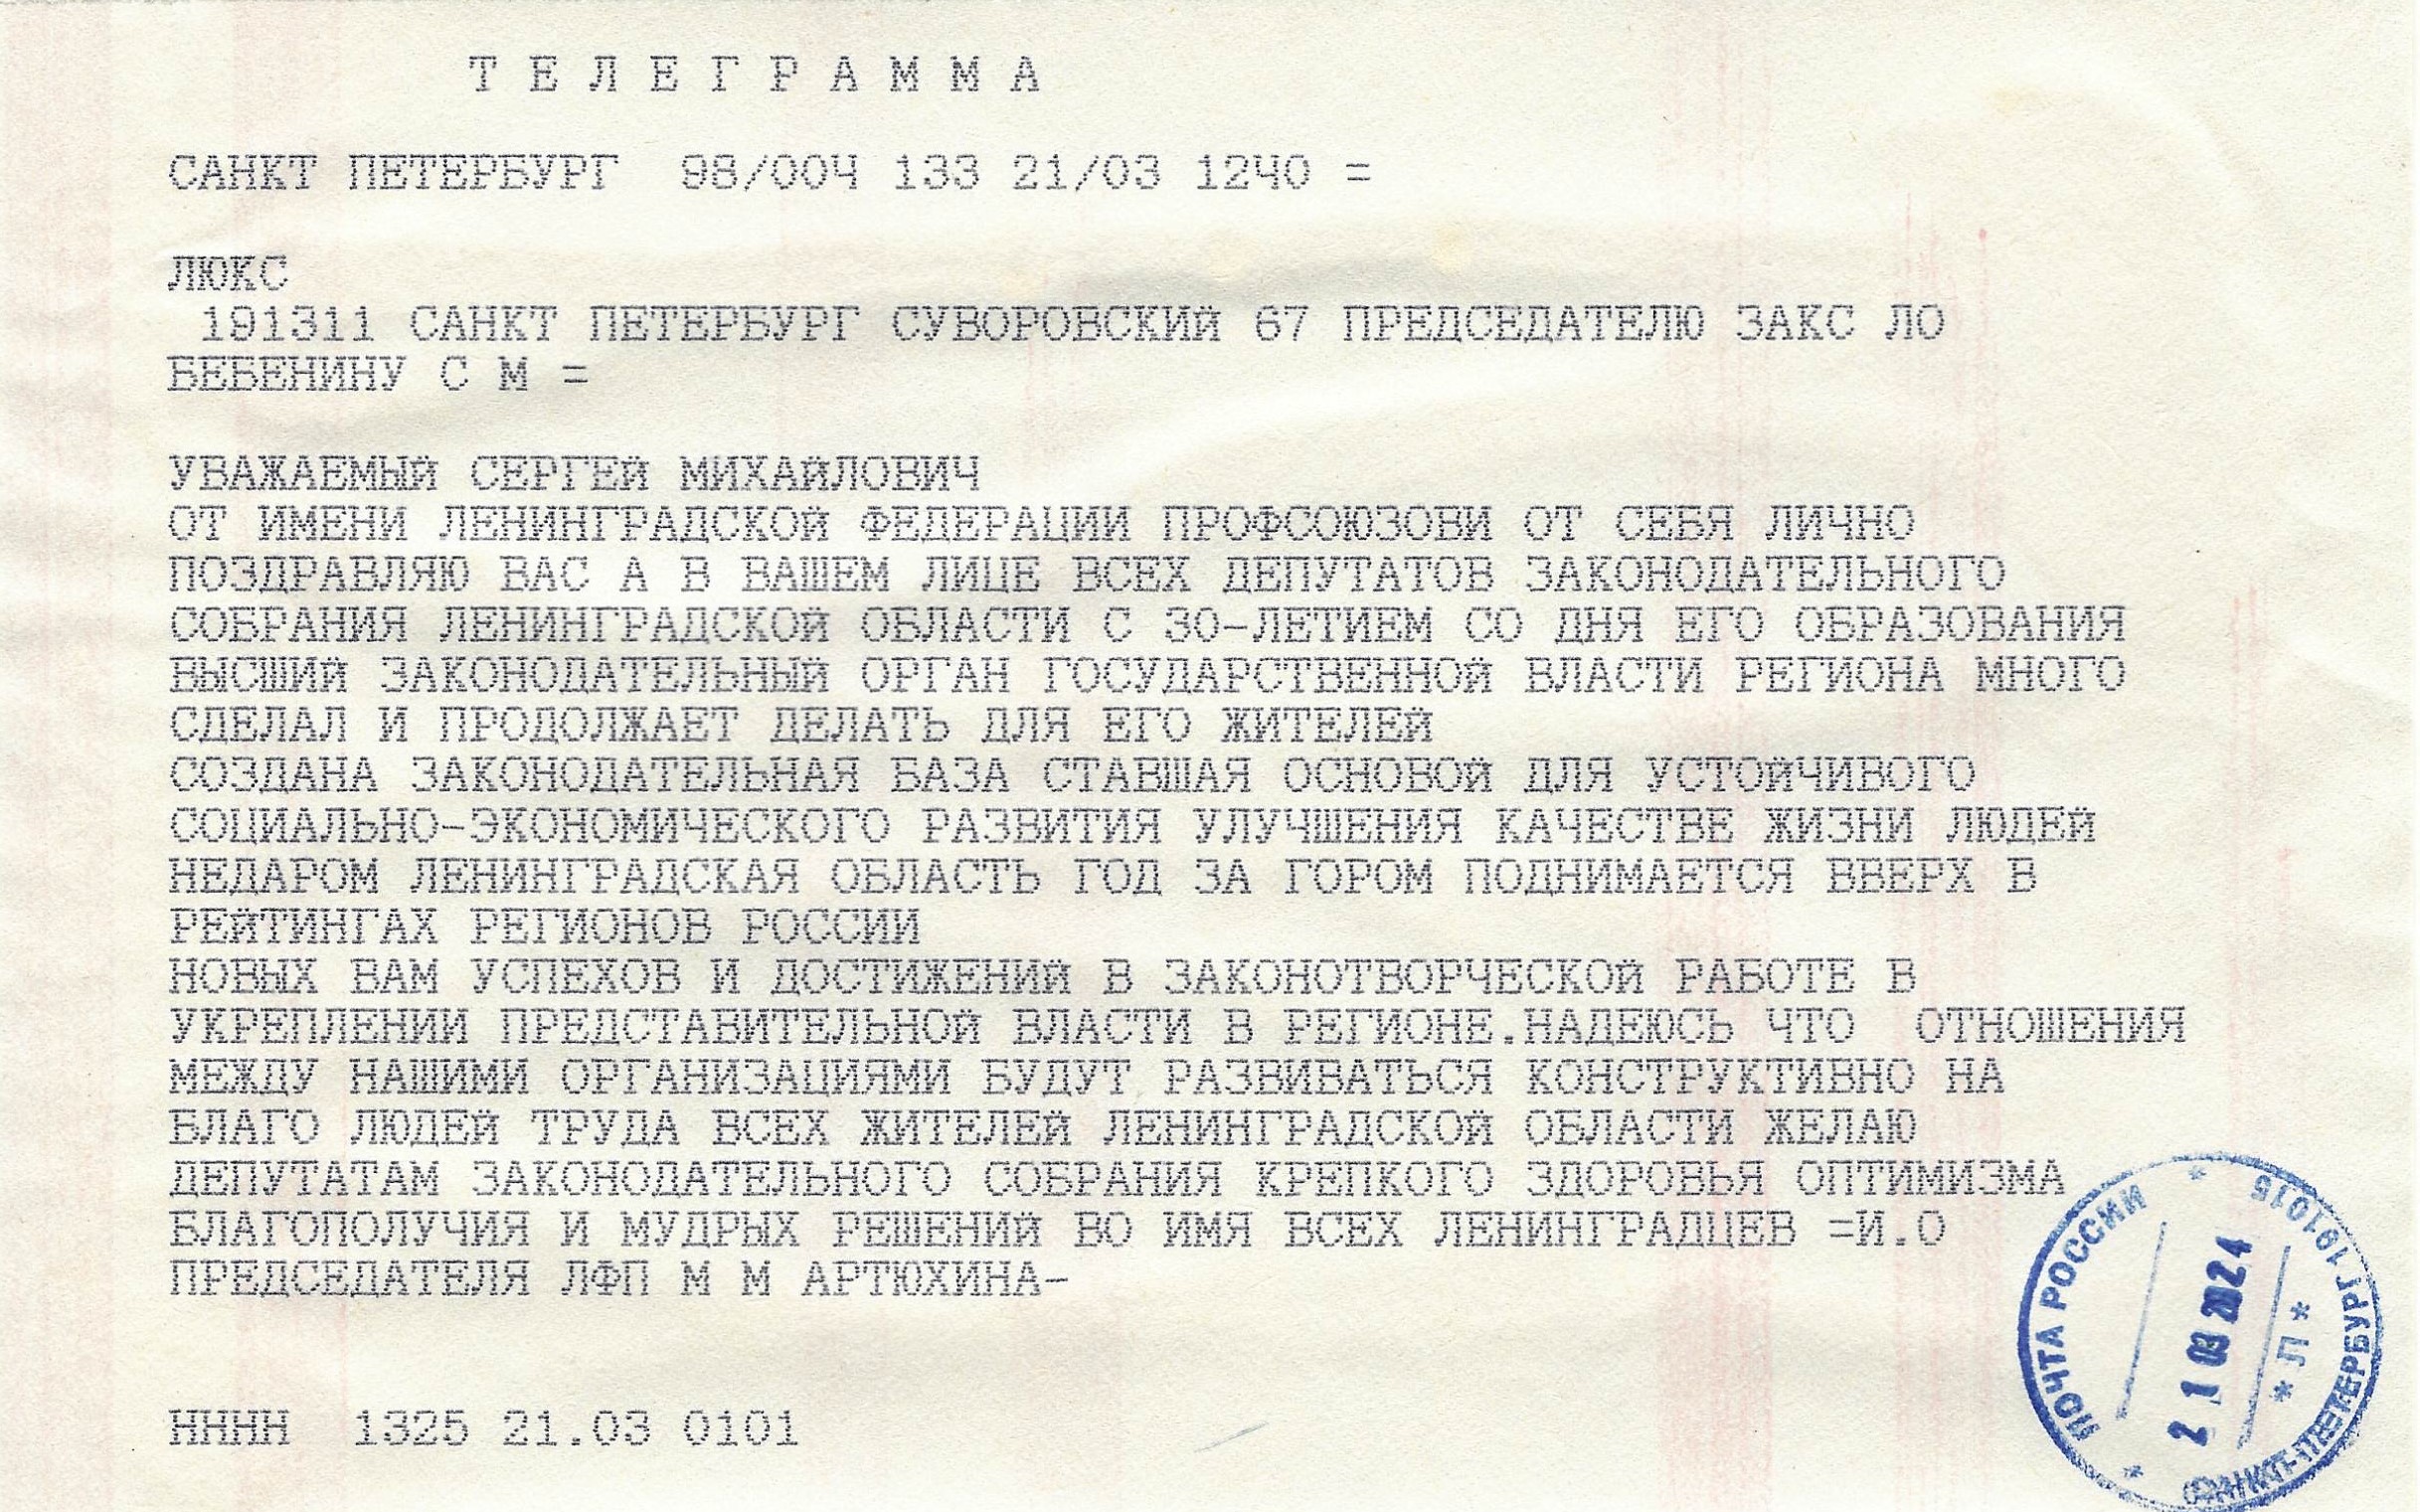 ТЕЛЕГРАММА
САНКТ ПЕТЕРБУРГ 98/004 133 21/03 1240 =
ЛЮКС
191311 САНКТ ПЕТЕРБУРГ СУВОРОВСКИЙ 67 ПРЕДСЕДАТЕЛЮ ЗАКС ЛО
БЕБЕНИНУ С М =
УВАЖАЕМЫЙ СЕРГЕЙ МИХАЙЛОВИЧ
ОТ ИМЕНИ ЛЕНИНГРАДСКОЙ ФЕДЕРАЦИИ ПРОФСОЮЗОВИ ОТ СЕБЯ ЛИЧНО
ПОЗДРАВЛЯЮ ВАС А В ВАШЕМ ЛИЦЕ ВСЕХ ДЕПУТАТОВ ЗАКОНОДАТЕЛЬНОГО
СОБРАНИЯ ЛЕНИНГРАДСКОЙ ОБЛАСТИ С 30-ЛЕТИЕМ СО ДНЯ ЕГО ОБРАЗОВАНИЯ
ВЫСШИЙ ЗАКОНОДАТЕЛЬНЫЙ ОРГАН ГОСУДАРСТВЕННОЙ ВЛАСТИ РЕГИОНА МНОГО
СДЕЛАЛ И ПРОДОЛЖАЕТ ДЕЛАТЬ ДЛЯ ЕГО ЖИТЕЛЕЙ
СОЗДАНА ЗАКОНОДАТЕЛЬНАЯ БАЗА СТАВШАЯ ОСНОВОЙ ДЛЯ УСТОЙЧИВОГО
СОЦИАЛЬНО-ЭКОНОМИЧЕСКОГО РАЗВИТИЯ УЛУЧШЕНИЯ КАЧЕСТВЕ ЖИЗНИ ЛЮДЕЙ
НЕДАРОМ ЛЕНИНГРАДСКАЯ ОБЛАСТЬ ГОД ЗА ГОРОМ ПОДНИМАЕТСЯ ВВЕРХ В
РЕЙТИНГАХ РЕГИОНОВ РОССИИ
НОВЫХ ВАМ УСПЕХОВ И ДОСТИЖЕНИЙ В ЗАКОНОТВОРЧЕСКОЙ РАБОТЕ В
УКРЕПЛЕНИИ ПРЕДСТАВИТЕЛЬНОЙ ВЛАСТИ В РЕГИОНЕ.НАДЕЮСЬ ЧТО ОТНОШЕНИЯ
МЕЖДУ НАШИМИ ОРГАНИЗАЦИЯМИ БУДУТ РАЗВИВАТЬСЯ КОНСТРУКТИВНО НА
БЛАГО ЛЮДЕЙ ТРУДА ВСЕХ ЖИТЕЛЕЙ ЛЕНИНГРАДСКОЙ ОБЛАСТИ ЖЕЛАЮ
ДЕПУТАТАМ ЗАКОНОДАТЕЛЬНОГО СОБРАНИЯ КРЕПКОГО ЗДОРОВЬЯ ОПТИМИЗМА
БЛАГОПОЛУЧИЯ И МУДРЫХ РЕШЕНИЙ ВО ИМЯ ВСЕХ ЛЕНИНГРАДЦЕВ =И.О
ПРЕДСЕДАТЕЛЯ ЛФП М М АРТЮХИНА-
НННН 1325 21.03 0101
ПОЧТА РОССИИ
САНКТ-ПЕТЕРБУРГ 191015
21 03 2024
*Л*